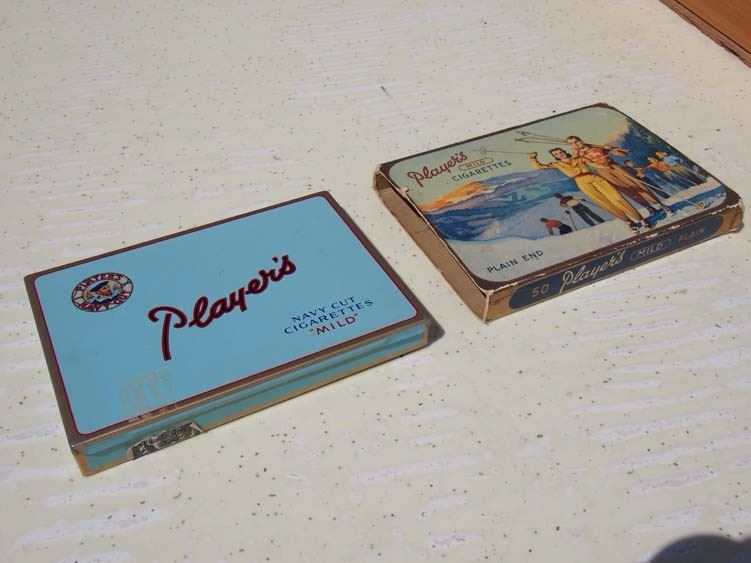 Player's
NAVY CUT
CIGARETTES
"MILD"
Player's
MILD
CIGARETTES
PLAIN END
50 Player's MILD PLAIN